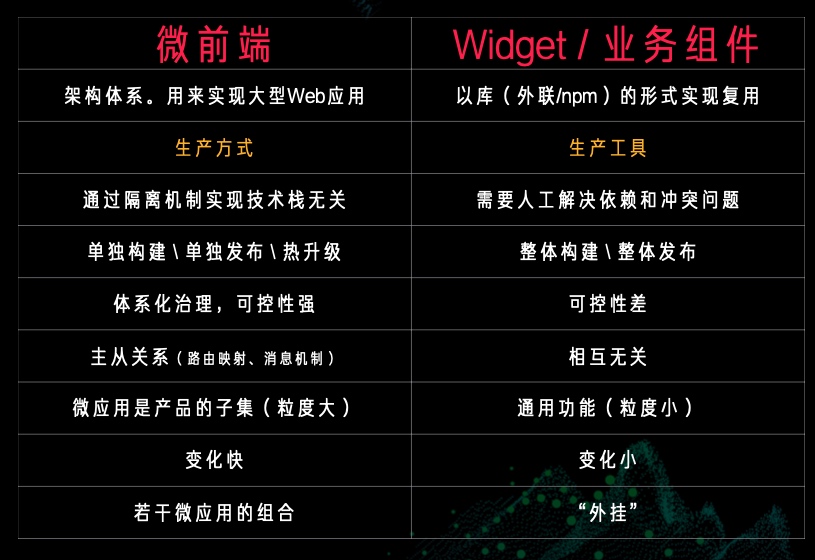 微前端
Widget / 业务组件
架构体系。用来实现大型Web应用
以库（外联/npm）的形式实现复用
生产方式
生产工具
通过隔离机制实现技术栈无关
需要人工解决依赖和冲突问题
单独构建 \ 单独发布 \ 热升级
整体构建 \ 整体发布
体系化治理，可控性强
可控性差
主从关系（路由映射、消息机制）
相互无关
微应用是产品的子集（粒度大）
通用功能（粒度小）
变化快
变化小
若干微应用的组合
“外挂”